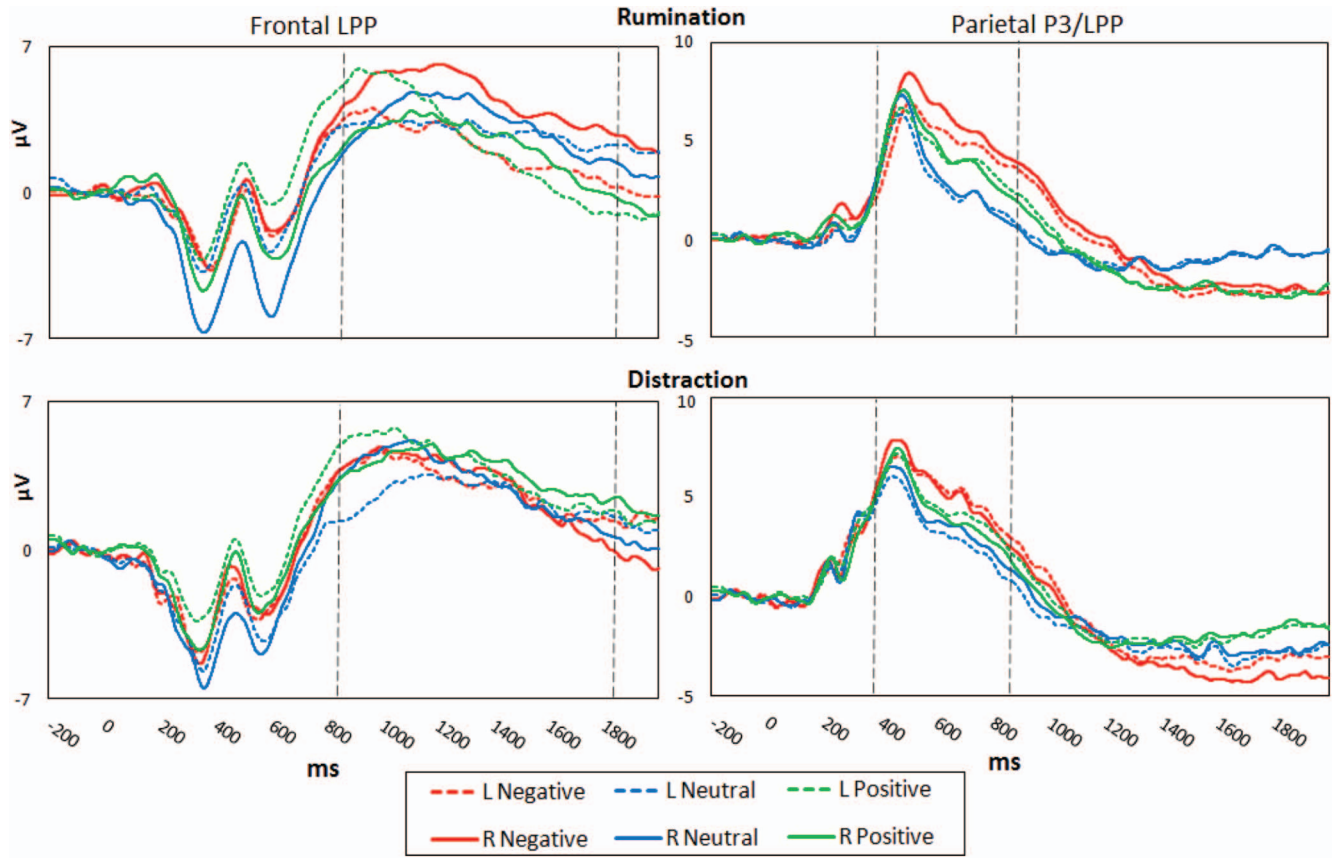 Rumination
Frontal LPP
Parietal P3/LPP
7
0
-7
µV
10
5
0
-5
Distraction
7
0
-7
µV
10
5
0
-5
-200 0 200 400 600 800 1000 1200 1400 1600 1800
ms
-200 0 200 400 600 800 1000 1200 1400 1600 1800
ms
L Negative L Neutral L Positive
R Negative R Neutral R Positive